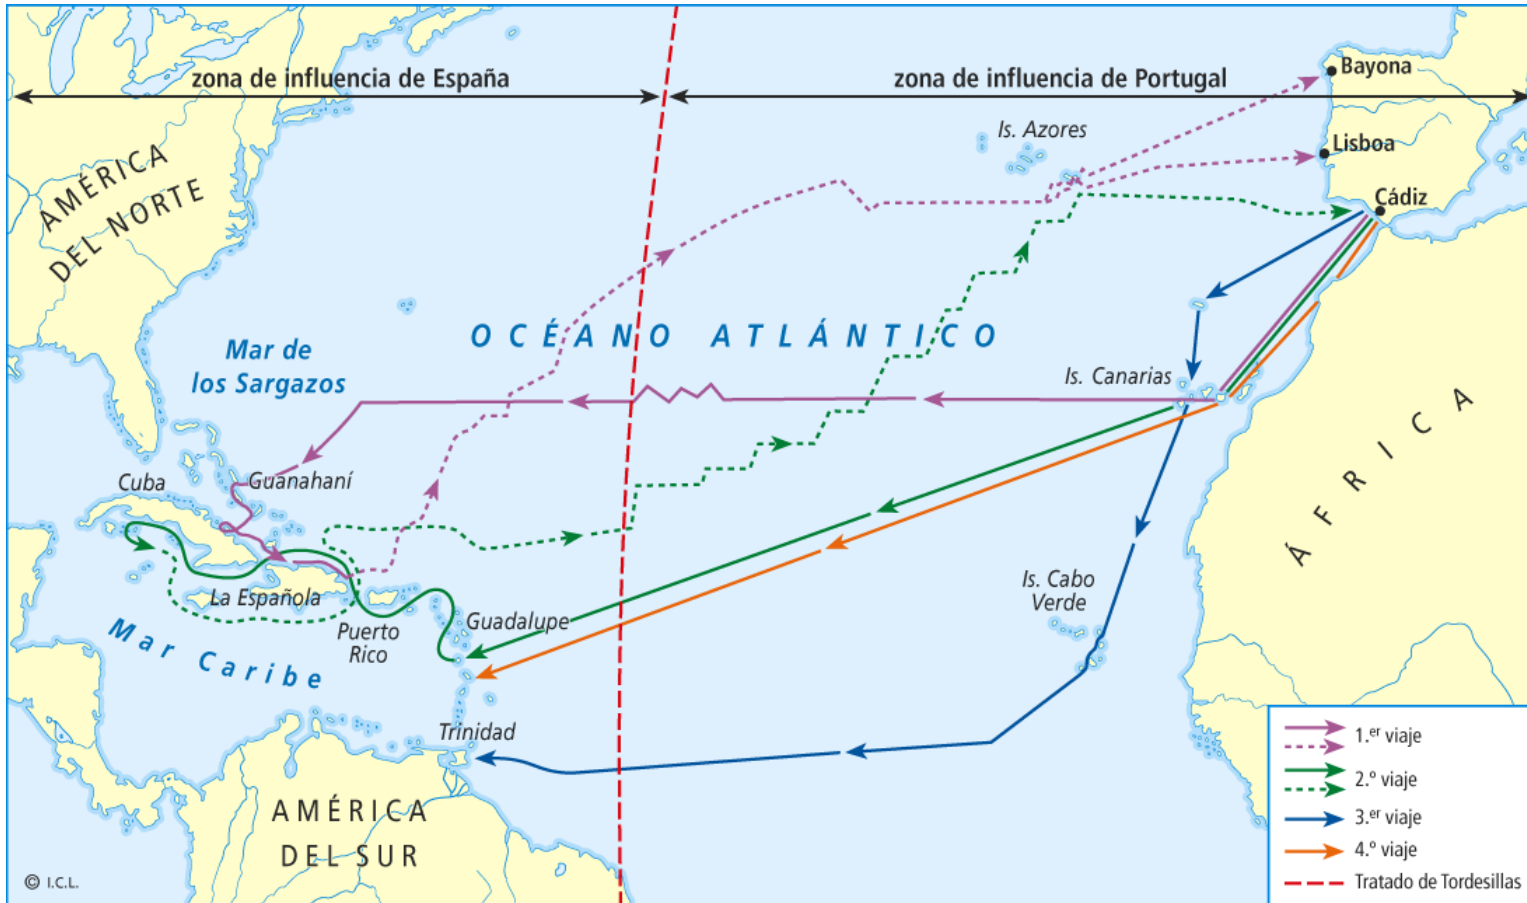 zona de influencia de España
zona de influencia de Portugal
Bayona
Is. Azores
Lisboa
AMÉRICA
DEL NORTE
Cádiz
OCÉANO ATLÁNTICO
Mar de
los Sargazos
Is. Canarias
ÁFRICA
Cuba
Guanahaní
La Española
Is. Cabo
Verde
Guadalupe
Puerto
Rico
Mar Caribe
Trinidad
AMÉRICA
DEL SUR
1.er viaje
2.º viaje
3.er viaje
4.º viaje
Tratado de Tordesillas
© I.C.L.